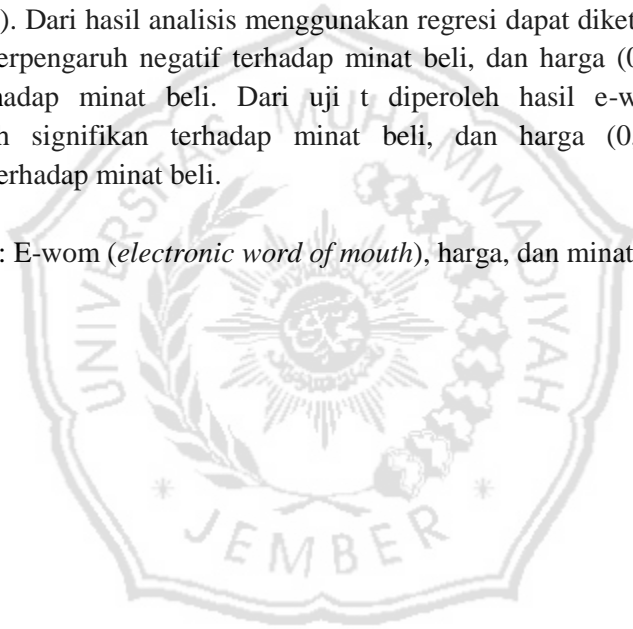 ). Dari hasil analisis menggunakan regresi dapat diket
erpengaruh negatif terhadap minat beli, dan harga (0
hadap minat beli. Dari uji t diperoleh hasil e-w
n signifikan terhadap minat beli, dan harga (0
erhadap minat beli.
: E-wom (electronic word of mouth), harga, dan minat
UNIVERSITAS MUHAMMADIYAH
JEMBER